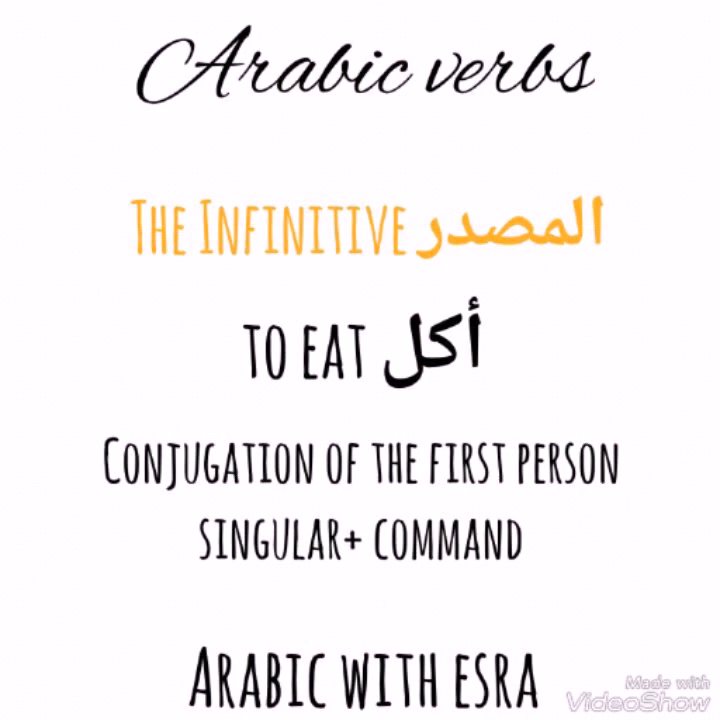 Arabic verbs
The Infinitive المصدر
to eat أكل
Conjugation of the first person
singular+ command
Arabic with esra
Made with
VideoShow